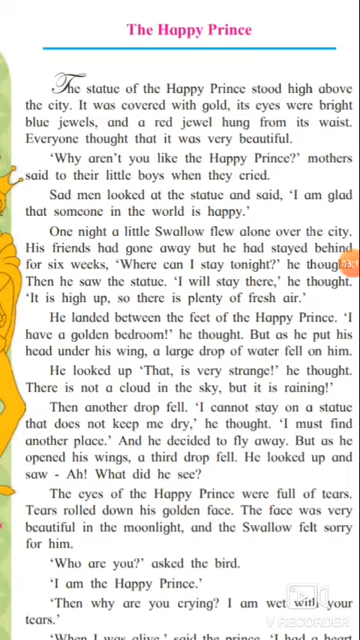 The Happy Prince
The statue of the Happy Prince stood high above
the city. It was covered with gold, its eyes were bright
blue jewels, and a red jewel hung from its waist.
Everyone thought that it was very beautiful.
'Why aren't you like the Happy Prince?' mothers
said to their little boys when they cried.
Sad men looked at the statue and said, 'I am glad
that someone in the world is happy.'
One night a little Swallow flew alone over the city.
His friends had gone away but he had stayed behind
for six weeks, 'Where can I stay tonight?' he though
Then he saw the statue. 'I will stay there,' he thought.
'It is high up, so there is plenty of fresh air.'
He landed between the feet of the Happy Prince. 'I
have a golden bedroom!' he thought. But as he put his
head under his wing, a large drop of water fell on him.
He looked up 'That, is very strange!' he thought.
There is not a cloud in the sky, but it is raining!'
Then another drop fell. 'I cannot stay on a statue
that does not keep me dry,' he thought. 'I must find
another place.' And he decided to fly away. But as he
opened his wings, a third drop fell. He looked up and
saw - Ah! What did he see?
The eyes of the Happy Prince were full of tears.
Tears rolled down his golden face. The face was very
beautiful in the moonlight, and the Swallow felt sorry
for him.
'Who are you?' asked the bird.
'I am the Happy Prince.'
'Then why are you crying? I am wet with your
tears.'
V RECORDER
'When I was alive,' said the prince, 'I had a heart